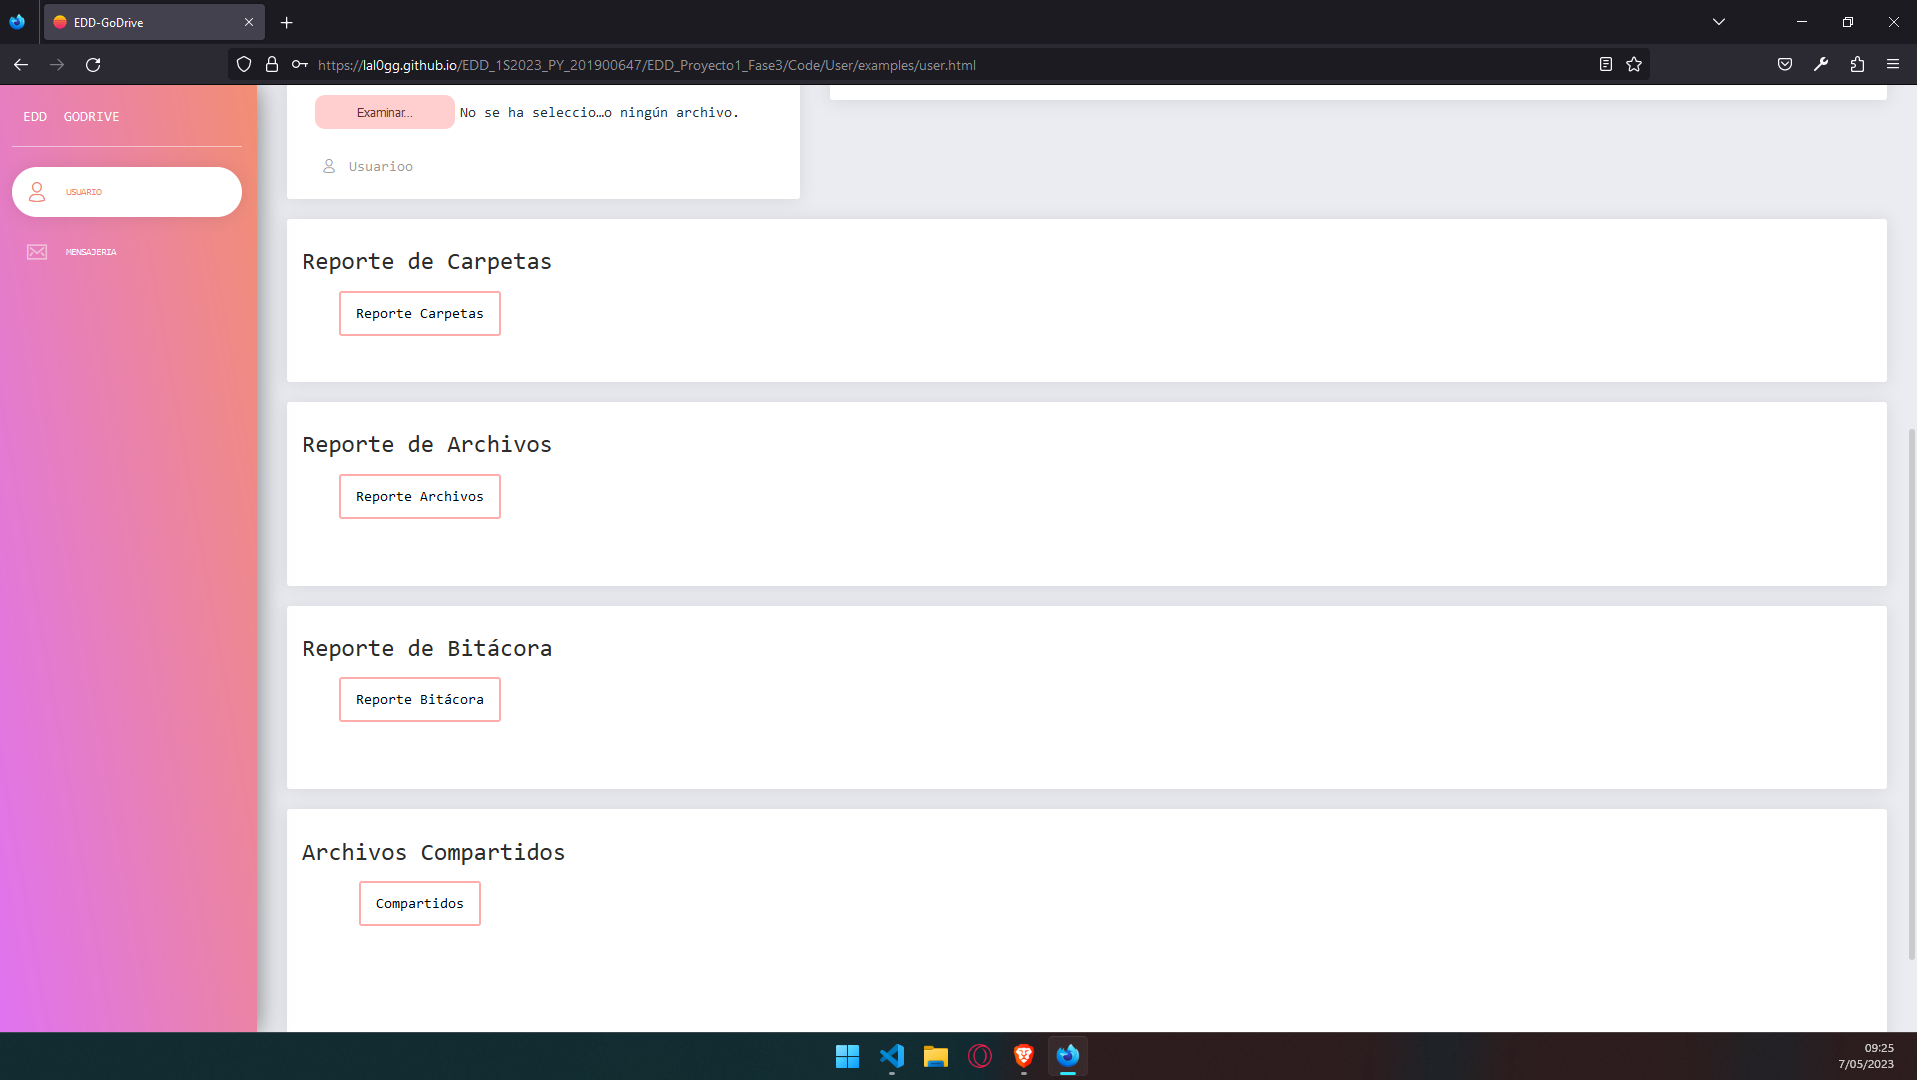 EDD-GoDrive
https://lal0gg.github.io/EDD_1S2023_PY_201900647/EDD_Proyecto1_Fase3/Code/User/examples/user.html
EDD GODRIVE
USUARIO
MENSAJERIA
Examinar... No se ha seleccio…o ningún archivo.
Usuarioo
Reporte de Carpetas
Reporte Carpetas
Reporte de Archivos
Reporte Archivos
Reporte de Bitácora
Reporte Bitácora
Archivos Compartidos
Compartidos
09:25
7/05/2023